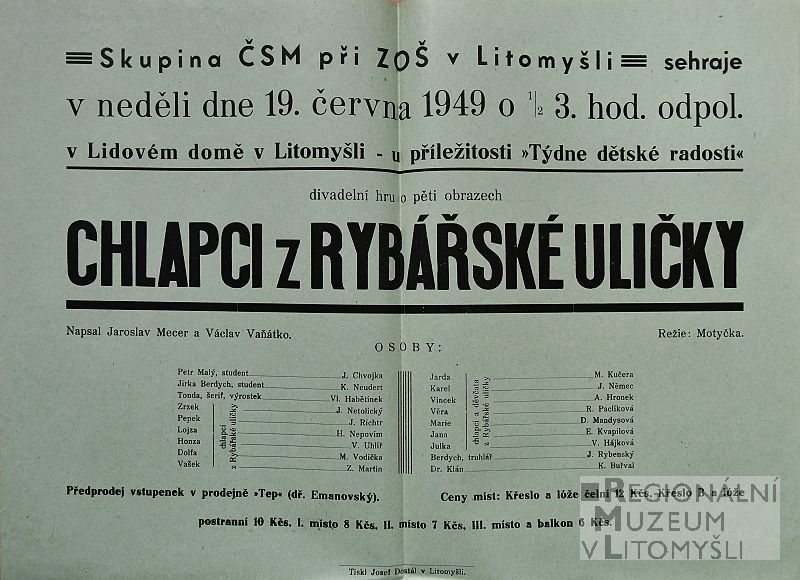 Skupina ČSM při ZOŠ v Litomyšli sehraje
v neděli dne 19. června 1949 o 1/2 3. hod. odpol.
v Lidovém domě v Litomyšli - u příležitosti »Týdne dětské radosti«
divadelní hru o pěti obrazech
CHLAPCI z RYBÁŘSKÉ ULIČKY
Napsal Jaroslav Mecer a Václav Vaňátko. Režie: Motyčka.
OSOBY:
Petr Malý, student J. Chvojka
Jirka Berdych, student K. Neudert
Tonda, šerif, výrostek Vl. Habětínek
Zrzek J. Netolický
Pepek J. Richtr
Lojza H. Nepovím
Honza V. Uhlíř
Dolfa M. Vodička
Vašek Z. Martin
chlapci
z Rybářské uličky
Jarda M. Kučera
Karel J. Němec
Vincek A. Hronek
Věra R. Paclíková
Marie D. Mandysová
Jana E. Kvapilová
Julka V. Hájková
Berdych, truhlář J. Rybenský
Dr. Klán K. Buřval
chlapci a děvčata
z Rybářské uličky
Předprodej vstupenek v prodejně »Tep« (dř. Emanovský). Ceny míst: Křeslo a lóže čelní 12 Kčs. Křeslo B a lóže
postranní 10 Kčs, I. místo 8 Kčs, II. místo 7 Kčs, III. místo a balkon 6 Kčs.
Tiskl Josef Dostál v Litomyšli.
REGIONÁLNÍ
MUZEUM
V LITOMYŠLI